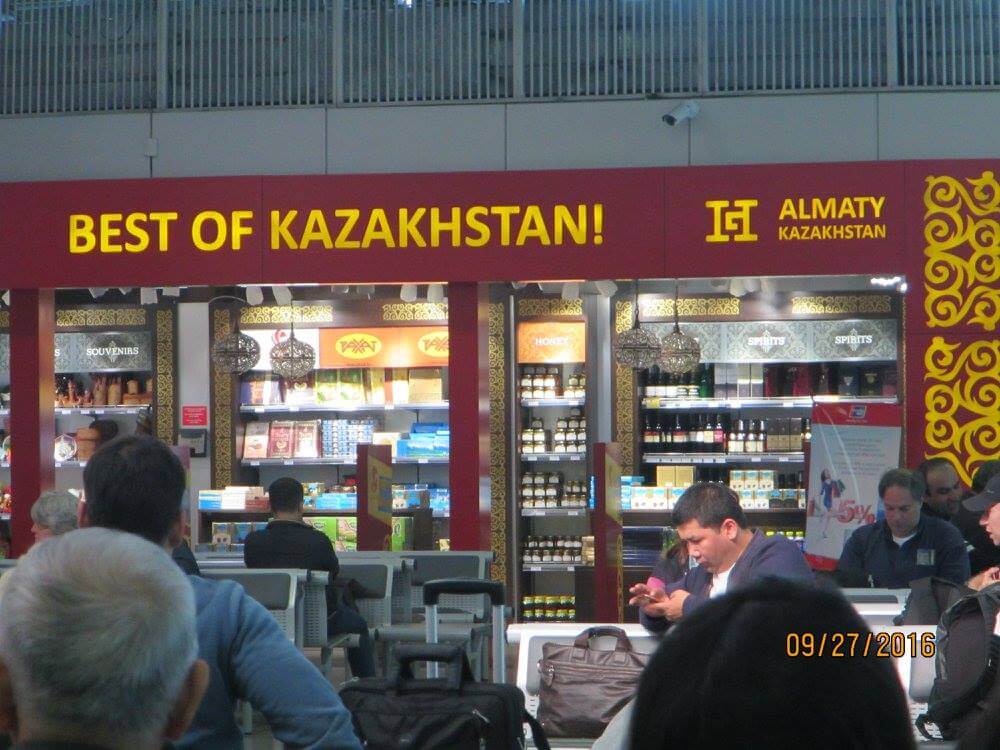 BEST OF KAZAKHSTAN!
ALMATY
KAZAKHSTAN
SOUVENIRS
HONEY
SPIRITS
SPIRITS
5%
09/27/2016